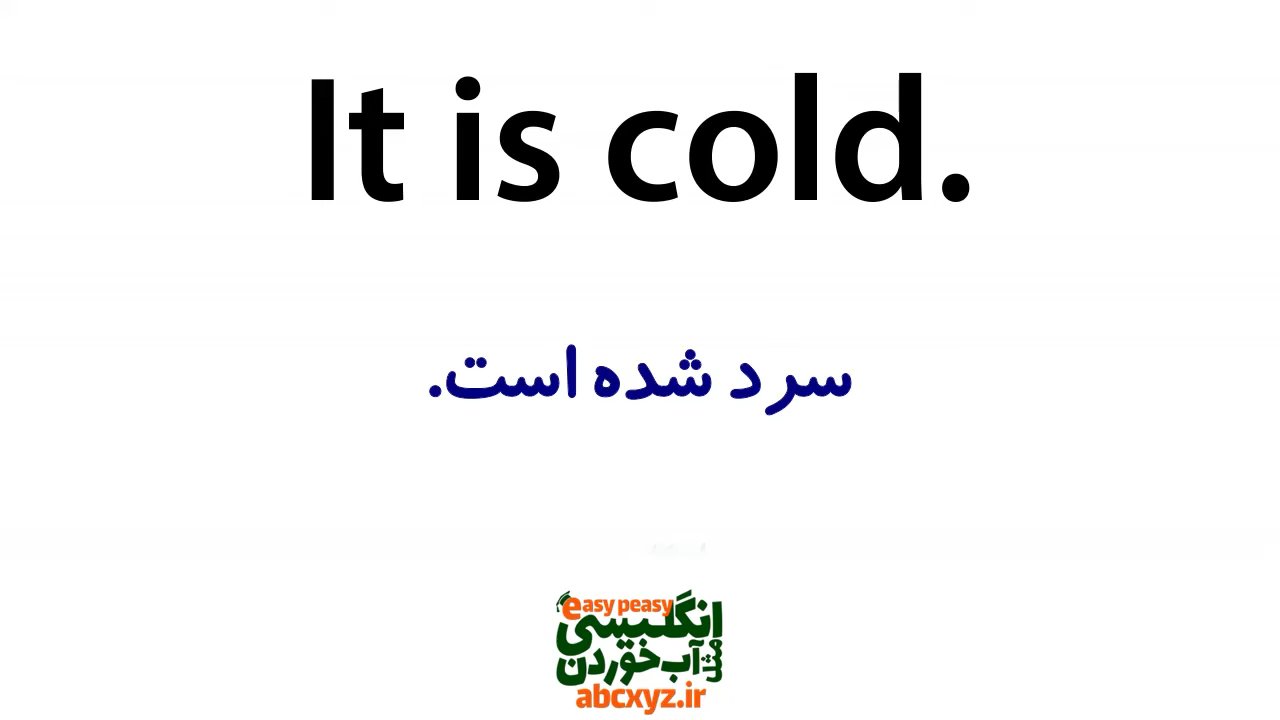 It is cold.
سرد شده است.
easy peasy
انگلیسی
مثل آب خوردن
abcxyz.ir